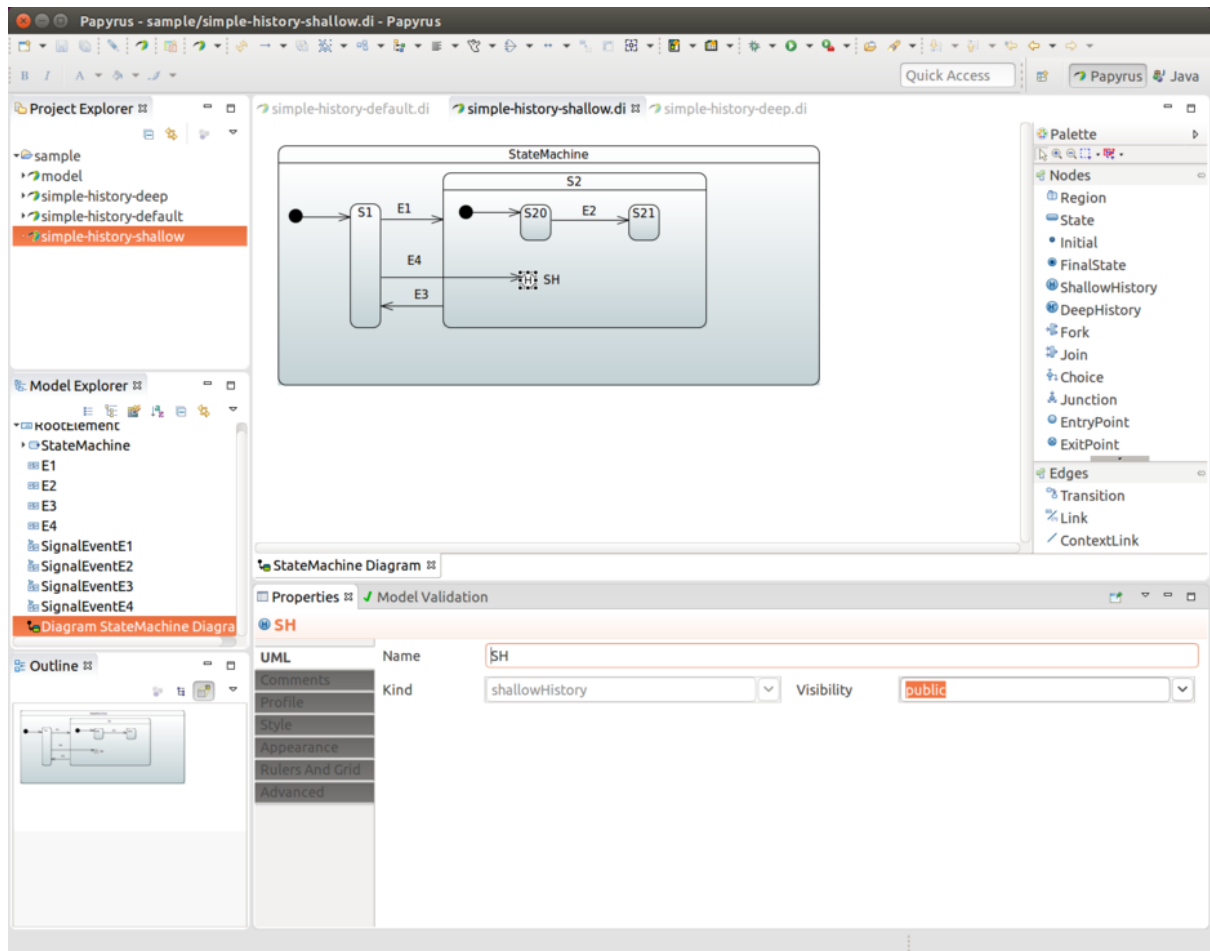 Papyrus - sample/simple-history-shallow.di - Papyrus
B I A
Quick Access
Papyrus
Java
Project Explorer
sample
model
simple-history-deep
simple-history-default
simple-history-shallow
simple-history-default.di
simple-history-shallow.di
simple-history-deep.di
StateMachine
S2
S1
E1
S20
E2
S21
E4
H
SH
E3
Palette
Nodes
Region
State
Initial
FinalState
ShallowHistory
DeepHistory
Fork
Join
Choice
Junction
EntryPoint
ExitPoint
Edges
Transition
Link
ContextLink
Model Explorer
RootElement
StateMachine
E1
E2
E3
E4
SignalEventE1
SignalEventE2
SignalEventE3
SignalEventE4
Diagram StateMachine Diagra
StateMachine Diagram
Properties
Model Validation
SH
UML
Comments
Profile
Style
Appearance
Rulers And Grid
Advanced
Name
SH
Kind
shallowHistory
Visibility
public
Outline